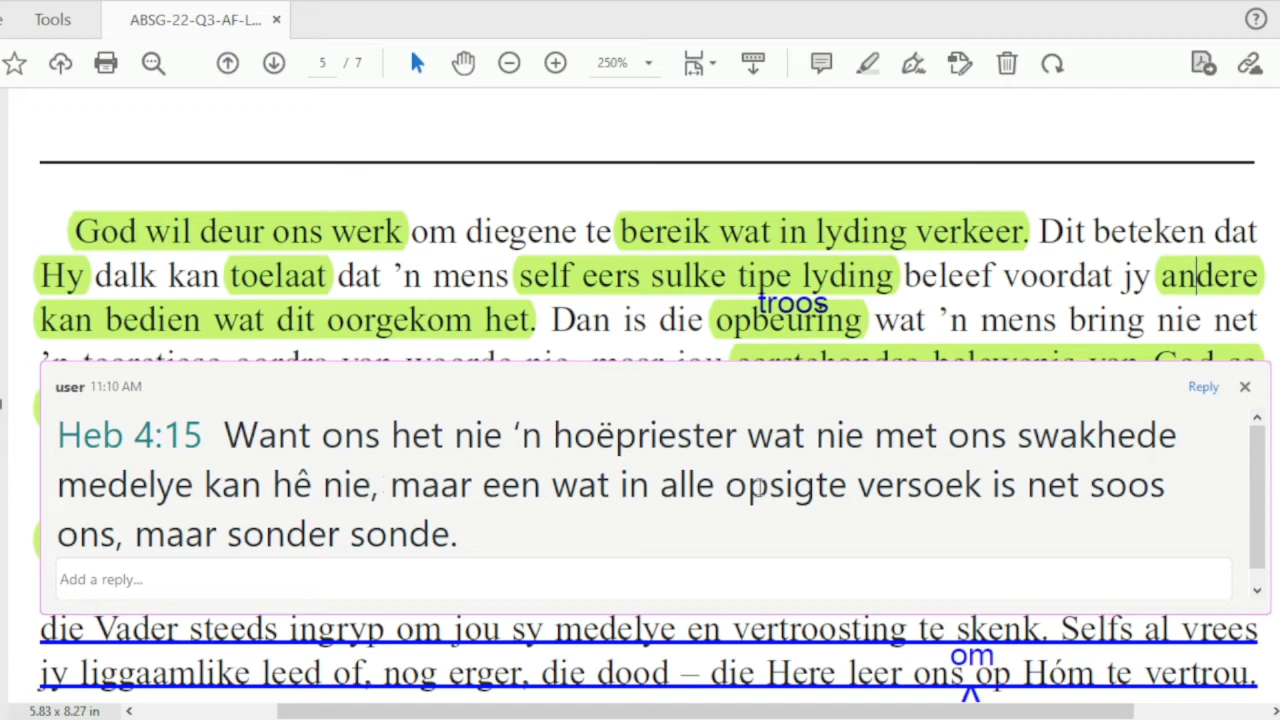 Tools
ABSG-22-Q3-AF-L... ×
5 / 7
250%
God wil deur ons werk om diegene te bereik wat in lyding verkeer. Dit beteken dat
Hy dalk kan toelaat dat ’n mens self eers sulke tipe lyding beleef voordat jy andere
troos
kan bedien wat dit oorgekom het. Dan is die opbeuring wat ’n mens bring nie net
user 11:10 AM
Reply
Heb 4:15 Want ons het nie ‘n hoëpriester wat nie met ons swakhede
medelye kan hê nie, maar een wat in alle opsigte versoek is net soos
ons, maar sonder sonde.
Add a reply...
die Vader steeds ingryp om jou sy medelye en vertroosting te skenk. Selfs al vrees
om
jy liggaamlike leed of, nog erger, die dood – die Here leer ons op Hóm te vertrou.
5.83 x 8.27 in